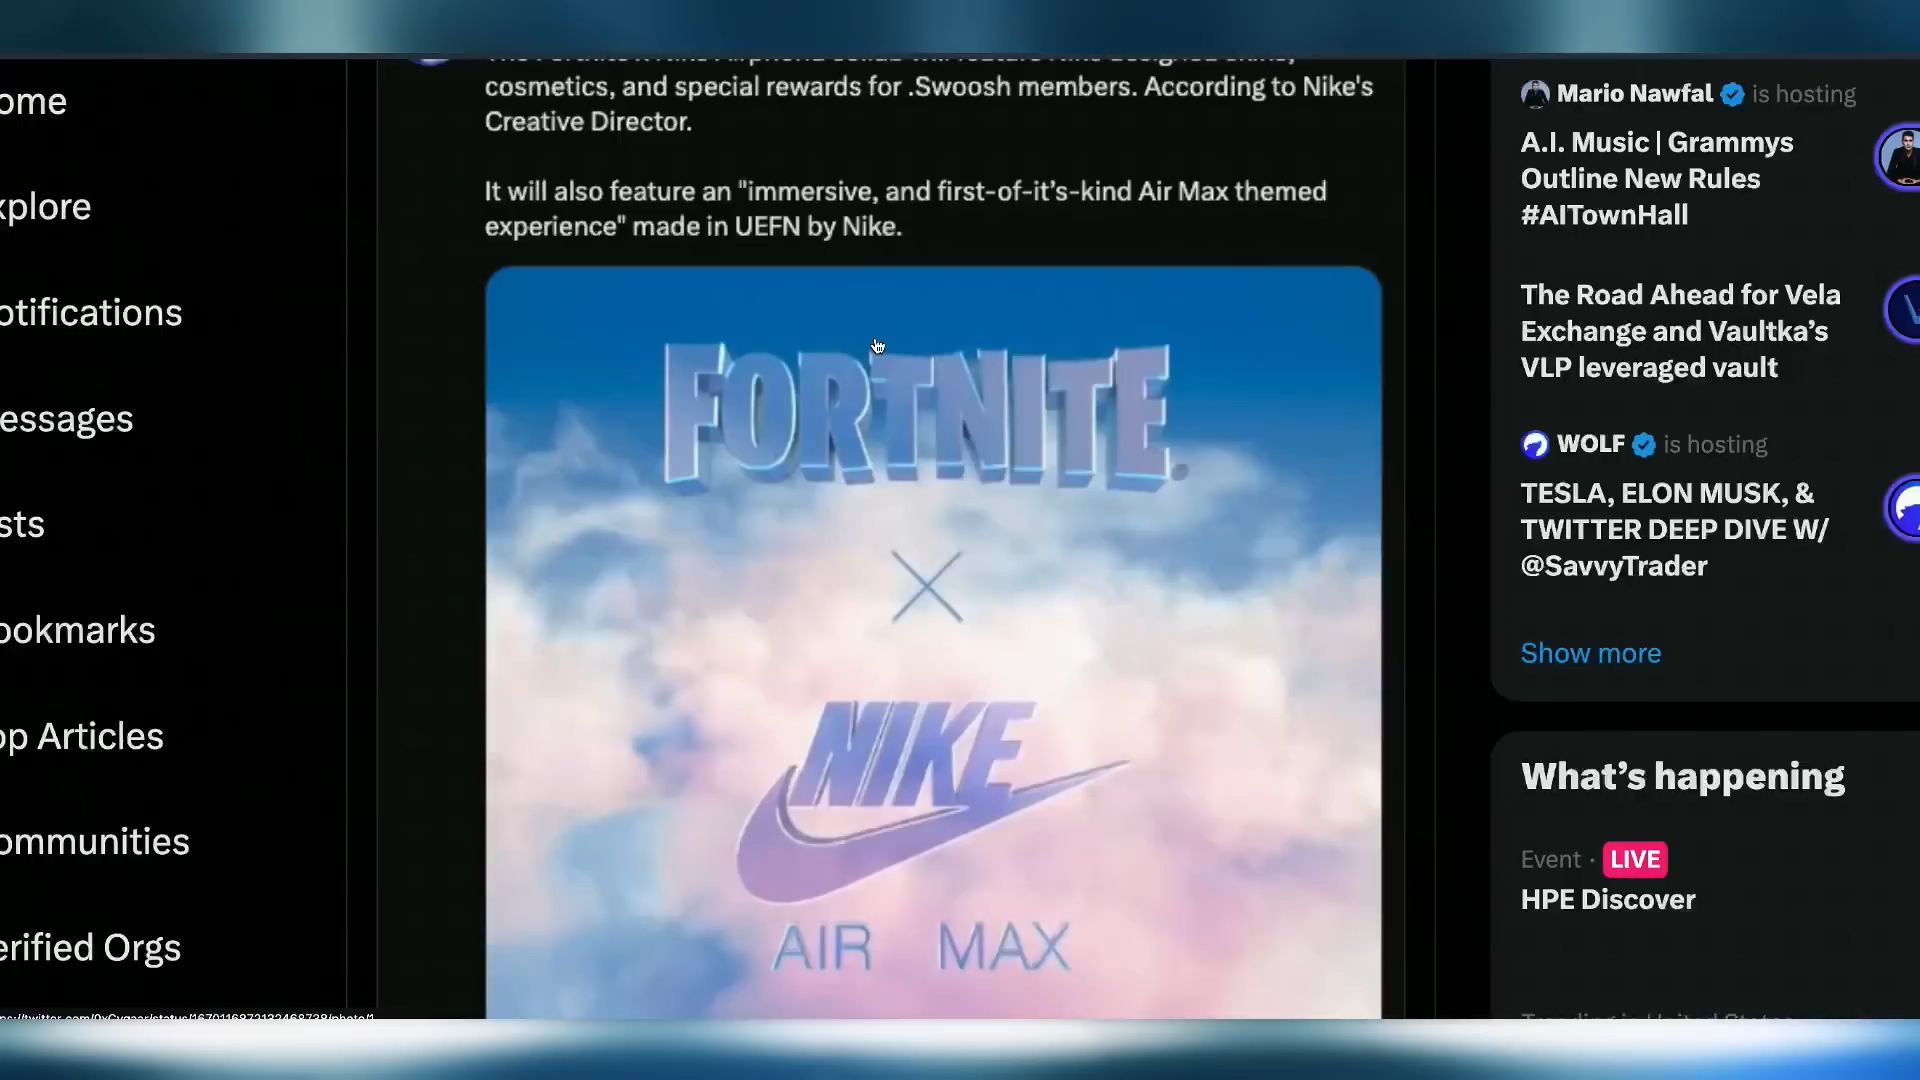 ome
xplore
otifications
essages
sts
ookmarks
op Articles
ommunities
erified Orgs
cosmetics, and special rewards for .Swoosh members. According to Nike's
Creative Director.
It will also feature an "immersive, and first-of-it’s-kind Air Max themed
experience" made in UEFN by Nike.
FORTNITE
X
NIKE
AIR MAX
Mario Nawfal is hosting
A.I. Music | Grammys
Outline New Rules
#AITownHall
The Road Ahead for Vela
Exchange and Vaultka’s
VLP leveraged vault
WOLF is hosting
TESLA, ELON MUSK, &
TWITTER DEEP DIVE W/
@SavvyTrader
Show more
What’s happening
Event · LIVE
HPE Discover
Trending in United States